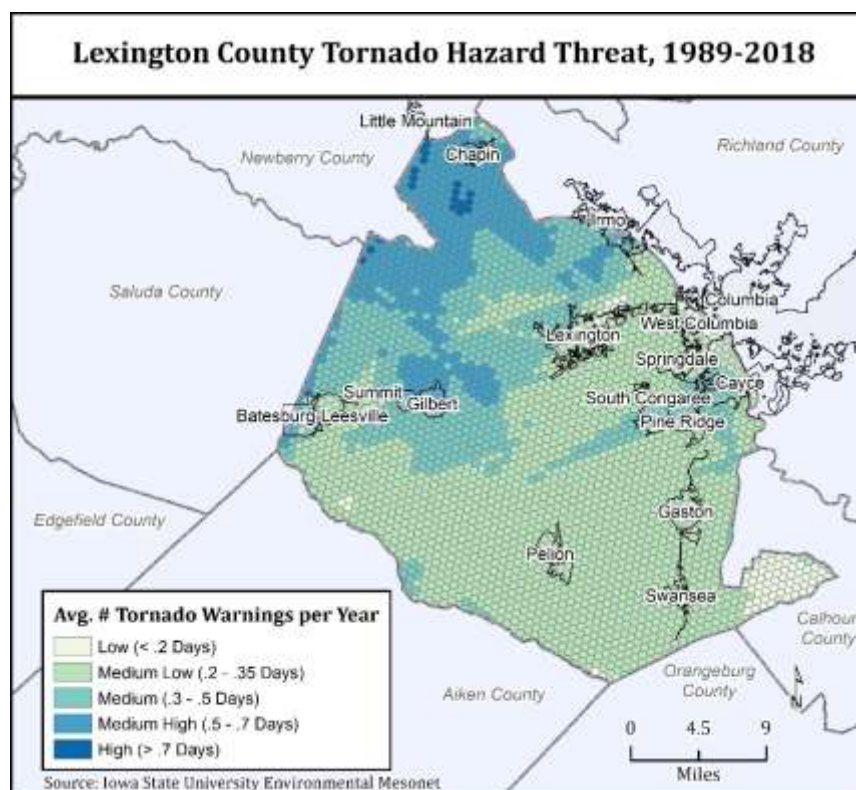 Lexington County Tornado Hazard Threat, 1989-2018
Little Mountain
Newberry County
Chapin
Richland County
Irmo
Saluda County
Columbia
Lexington
West Columbia
Springdale
Cayce
Summit
Gilbert
South Congaree
Batesburg-Leesville
Pine Ridge
Edgefield County
Gaston
Pelion
Swansea
Calhoun
County
Orangeburg
County
Aiken County
N
Avg. # Tornado Warnings per Year
Low (< .2 Days)
Medium Low (.2 - .35 Days)
Medium (.3 - .5 Days)
Medium High (.5 - .7 Days)
High (> .7 Days)
0 4.5 9
Miles
Source: Iowa State University Environmental Mesonet